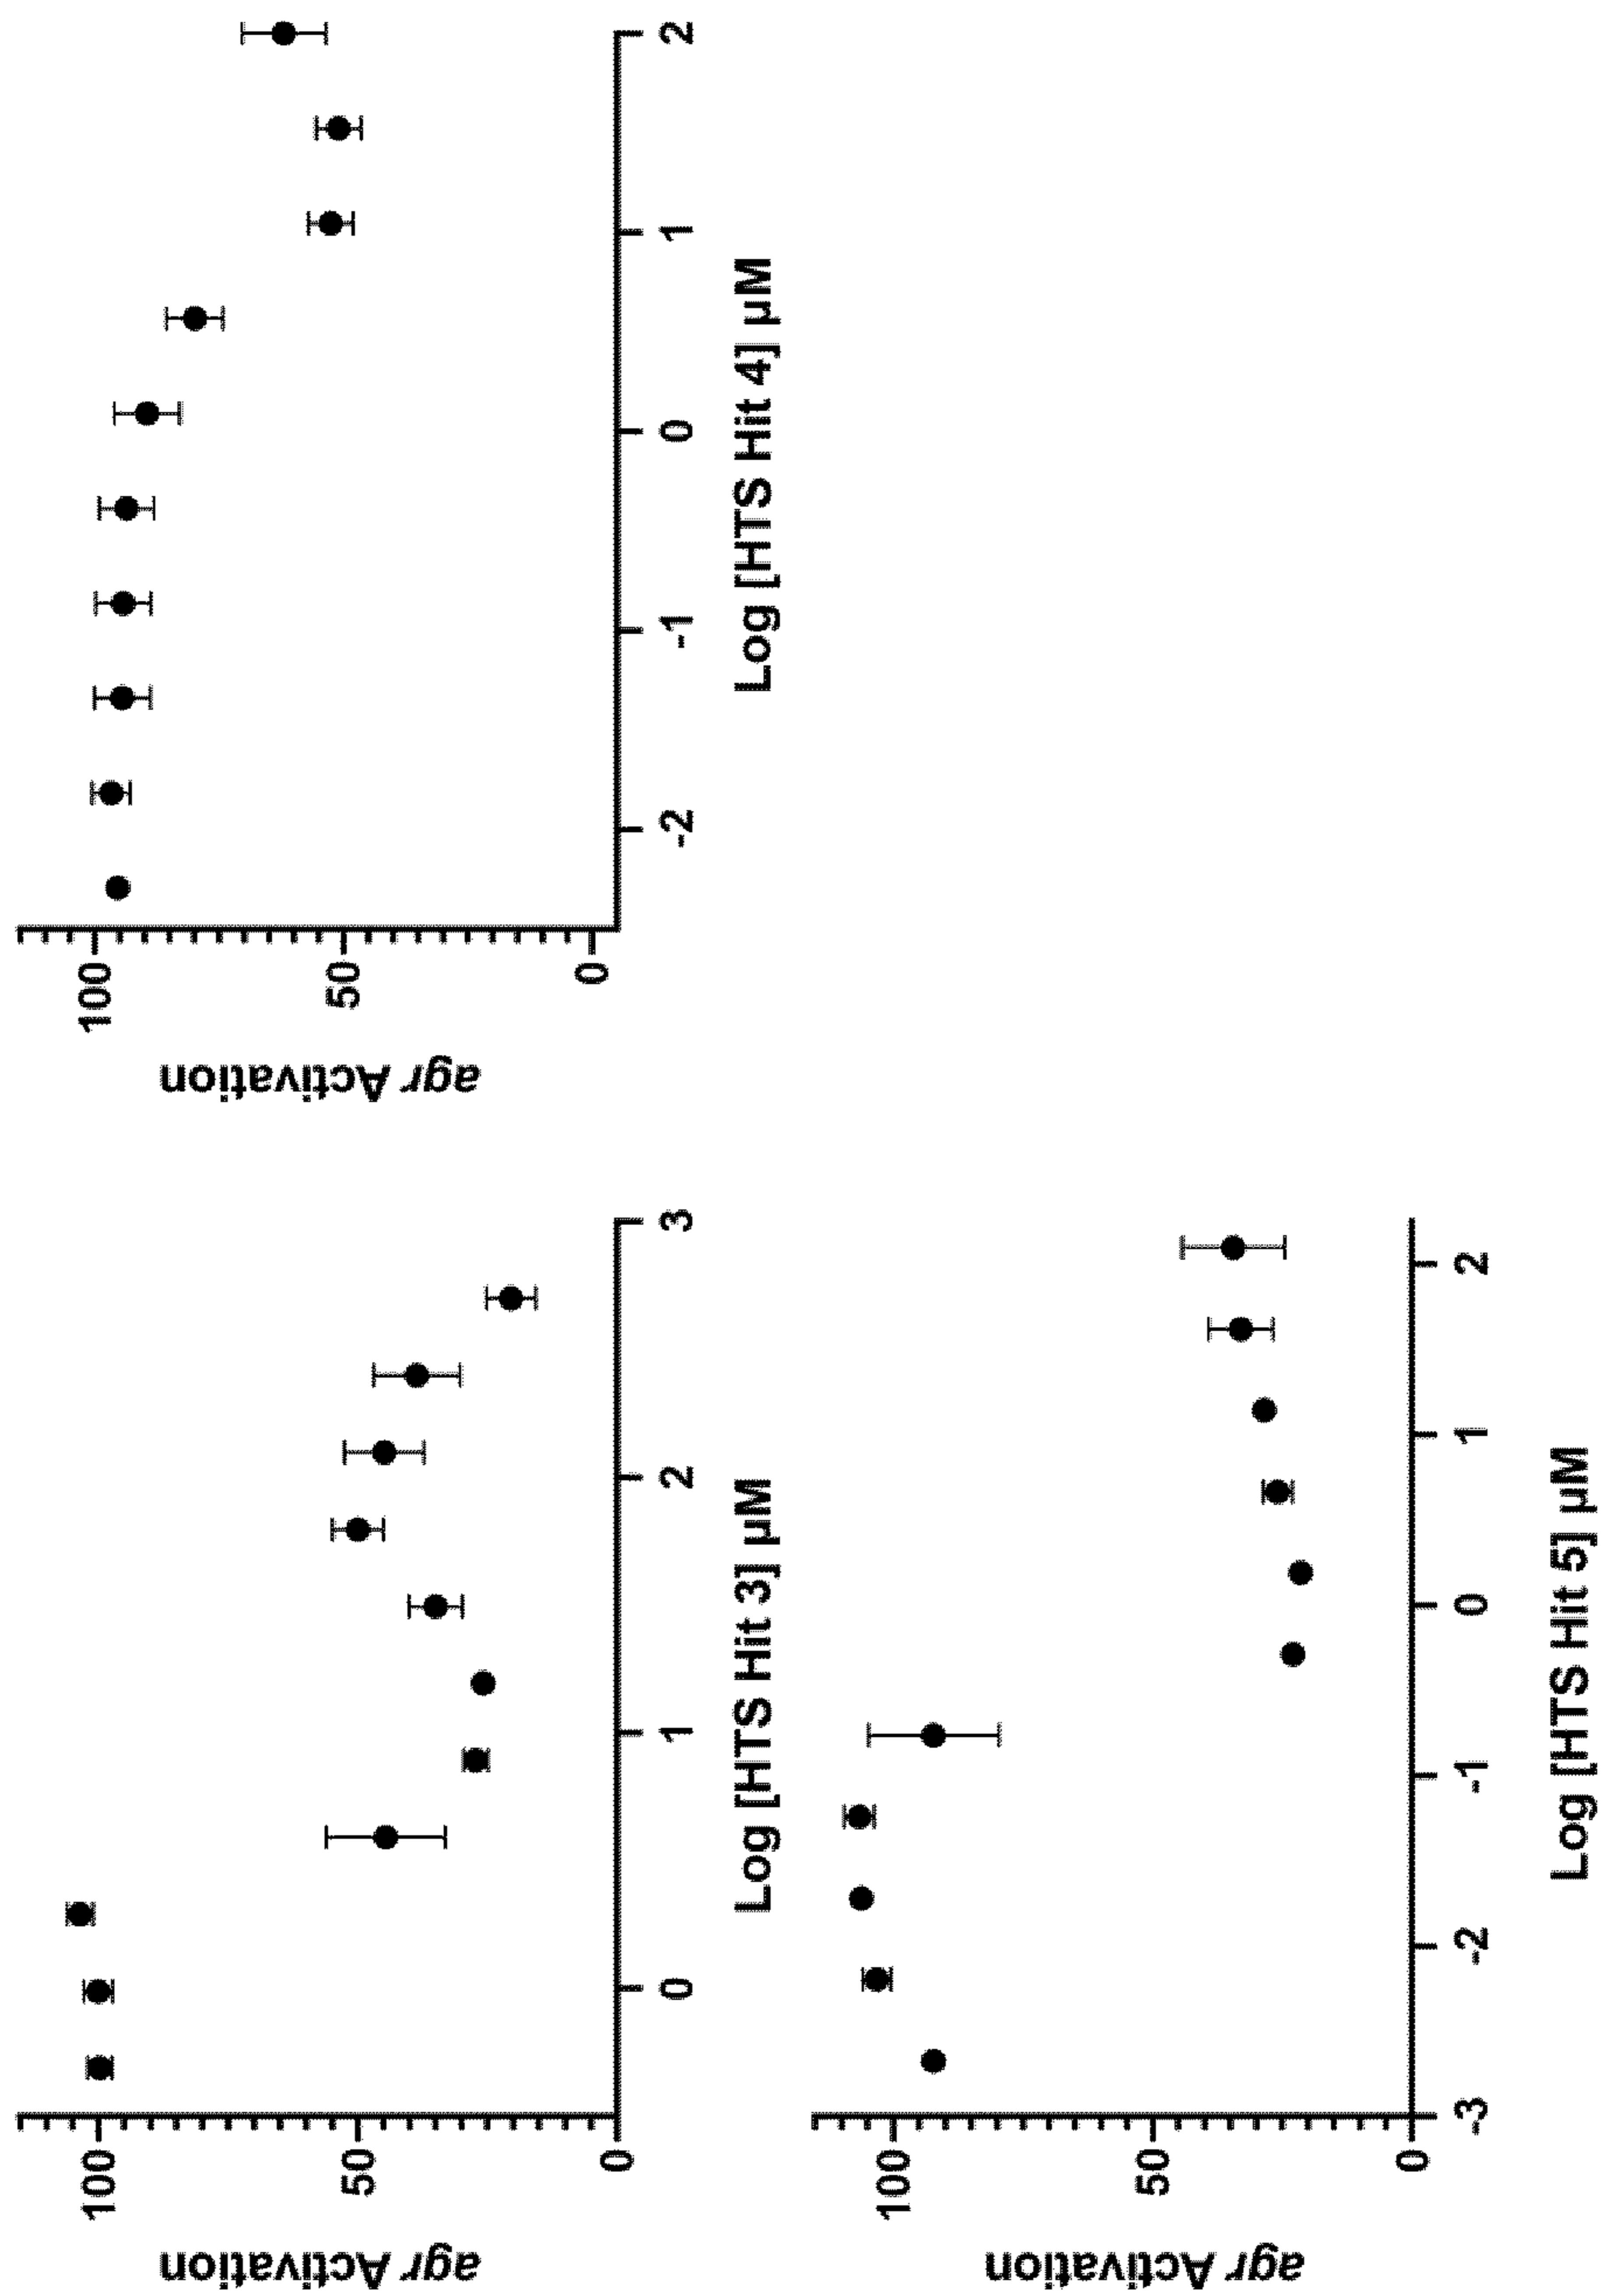 agr Activation
100
50
0
0 1 2 3
Log [HTS Hit 3] µM
agr Activation
100
50
0
-2 -1 0 1 2
Log [HTS Hit 4] µM
agr Activation
100
50
0
-3 -2 -1 0 1 2
Log [HTS Hit 5] µM